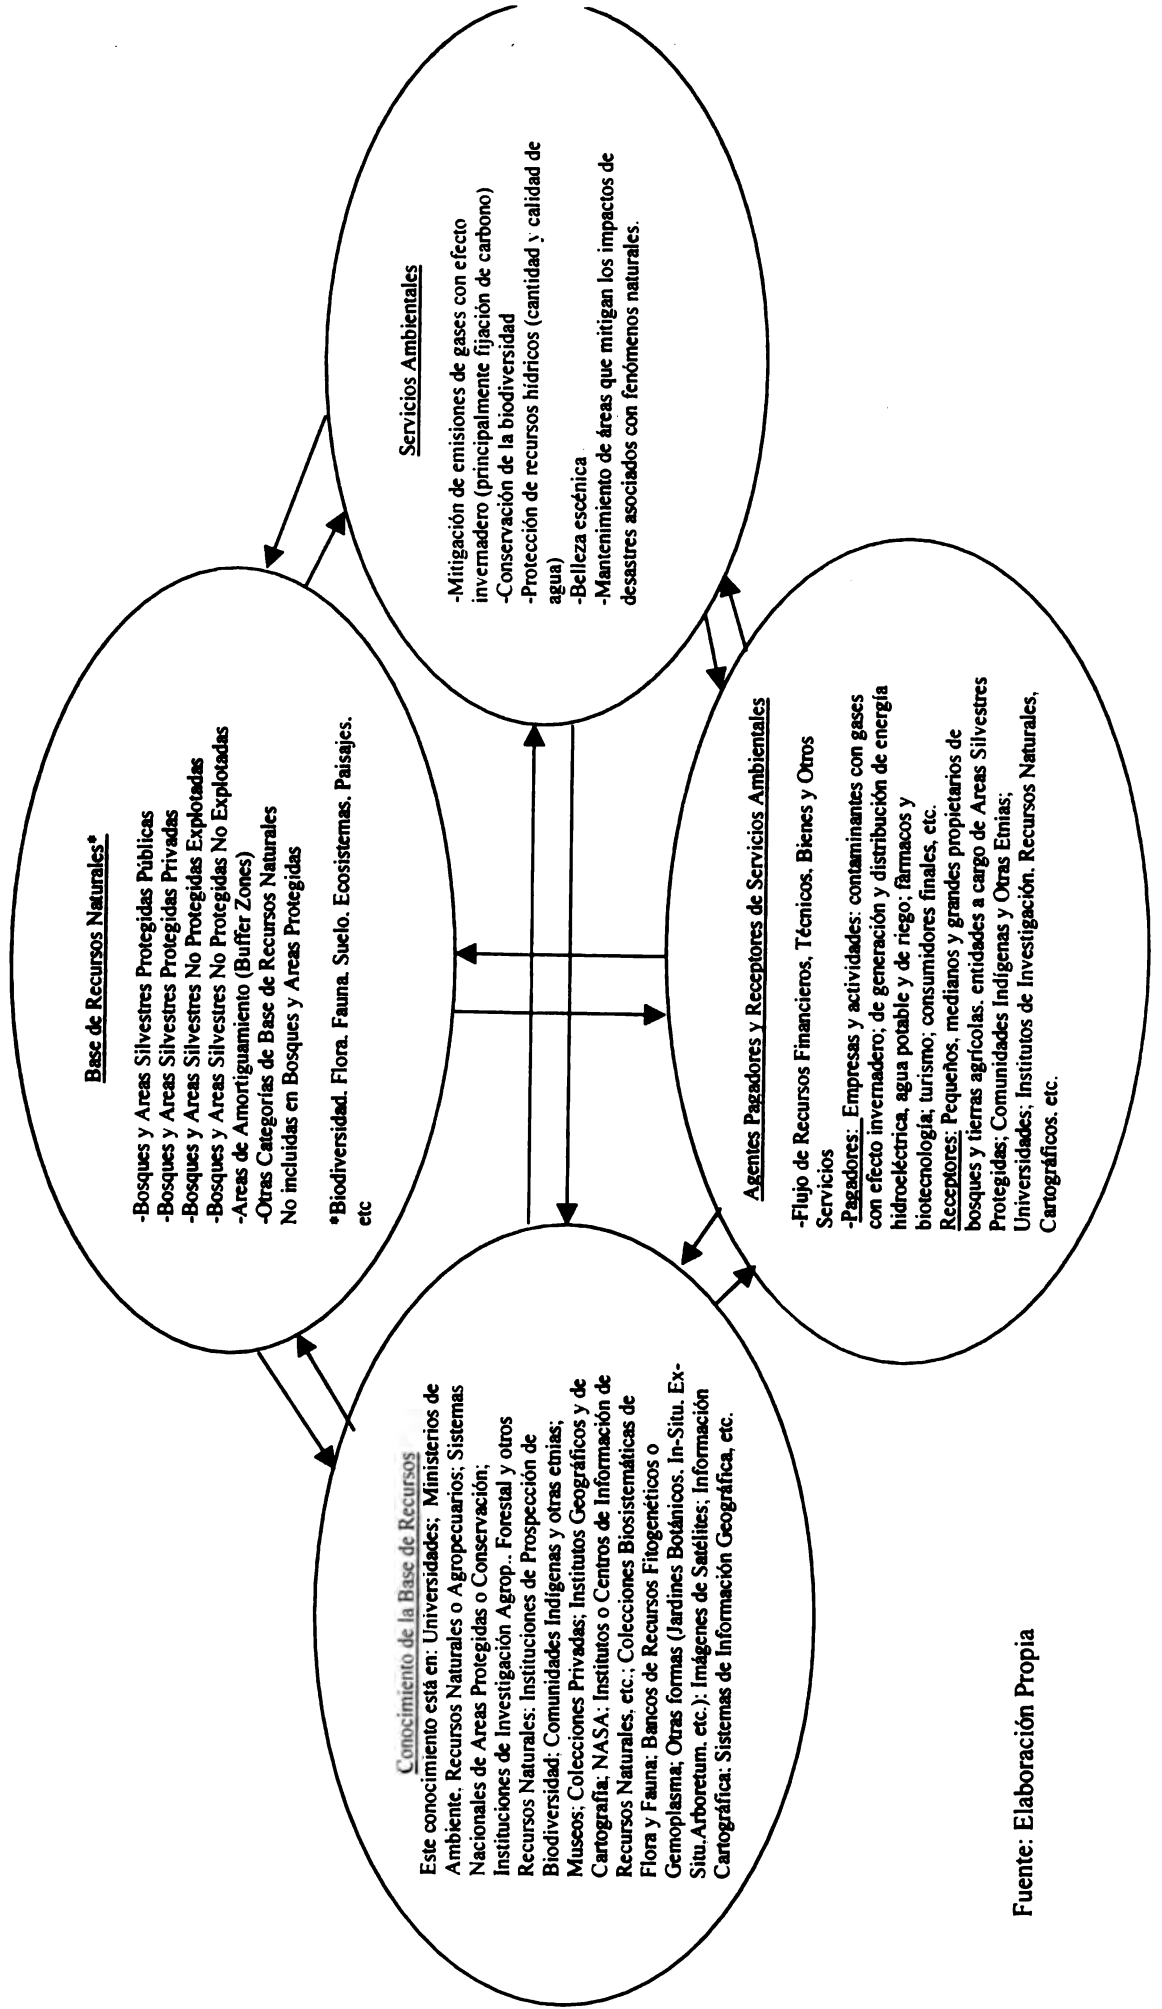 Base de Recursos Naturales*
-Bosques y Areas Silvestres Protegidas Públicas
-Bosques y Areas Silvestres Protegidas Privadas
-Bosques y Areas Silvestres No Protegidas Explotadas
-Bosques y Areas Silvestres No Protegidas No Explotadas
-Areas de Amortiguamiento (Buffer Zones)
-Otras Categorías de Base de Recursos Naturales
No incluidas en Bosques y Areas Protegidas
*Biodiversidad. Flora. Fauna. Suelo. Ecosistemas. Paisajes.
etc
Conocimiento de la Base de Recursos
Este conocimiento está en: Universidades; Ministerios de
Ambiente. Recursos Naturales o Agropecuarios; Sistemas
Nacionales de Areas Protegidas o Conservación;
Instituciones de Investigación Agrop.. Forestal y otros
Recursos Naturales: Instituciones de Prospección de
Biodiversidad; Comunidades Indígenas y otras etnias;
Museos; Colecciones Privadas; Institutos Geográficos y de
Cartografía; NASA: Institutos o Centros de Información de
Recursos Naturales, etc.; Colecciones Biosistemáticas de
Flora y Fauna; Bancos de Recursos Fitogenéticos o
Gemoplasma; Otras formas (Jardines Botánicos. In-Situ. Ex-
Situ.Arboretum. etc.): Imágenes de Satélites; Información
Cartográfica: Sistemas de Información Geográfica, etc.
Servicios Ambientales
-Mitigación de emisiones de gases con efecto
invernadero (principalmente fijación de carbono)
-Conservación de la biodiversidad
-Protección de recursos hídricos (cantidad y calidad de
agua)
-Belleza escénica
-Mantenimiento de áreas que mitigan los impactos de
desastres asociados con fenómenos naturales.
Agentes Pagadores y Receptores de Servicios Ambientales
-Flujo de Recursos Financieros, Técnicos, Bienes y Otros
Servicios
-Pagadores: Empresas y actividades: contaminantes con gases
con efecto invernadero; de generación y distribución de energía
hidroeléctrica, agua potable y de riego; fármacos y
biotecnología; turismo; consumidores finales, etc.
Receptores: Pequeños, medianos y grandes propietarios de
bosques y tierras agrícolas. entidades a cargo de Areas Silvestres
Protegidas; Comunidades Indígenas y Otras Etnias;
Universidades; Institutos de Investigación. Recursos Naturales,
Cartográficos. etc.
Fuente: Elaboración Propia